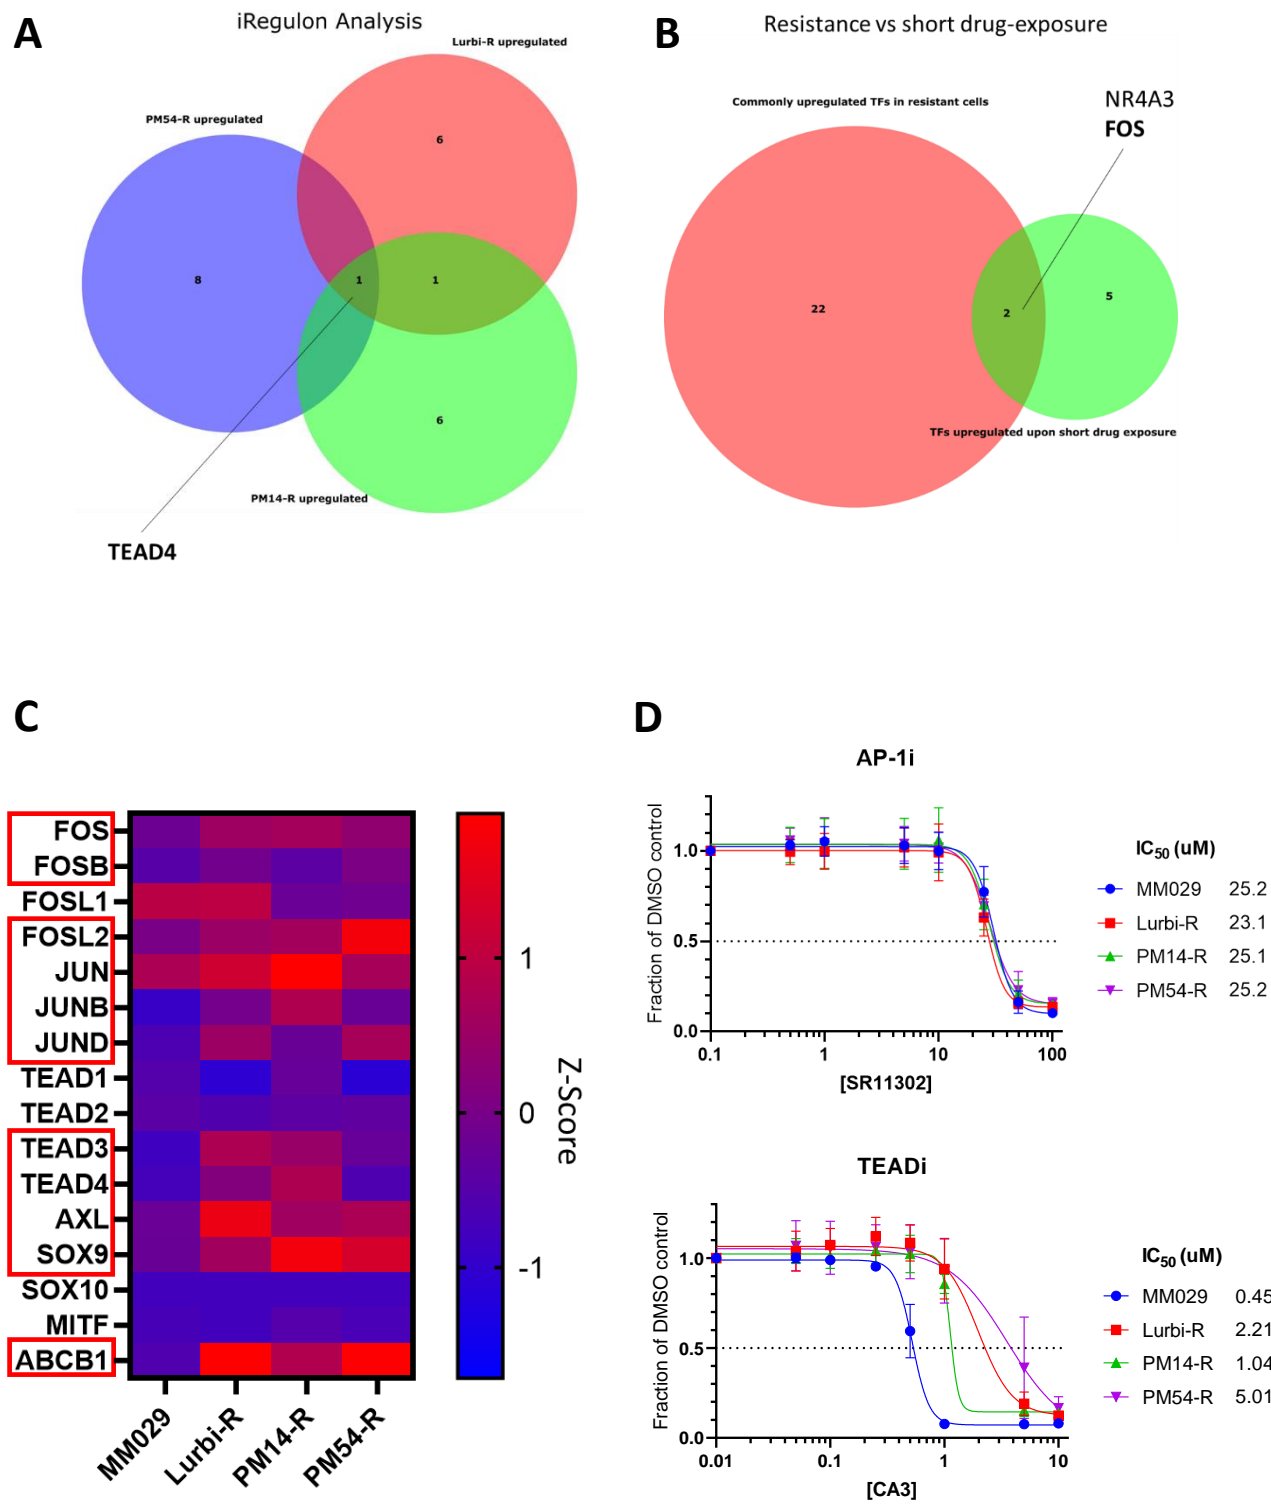 A
iRegulon Analysis
Lurbi-R upregulated
PM54-R upregulated
6
8
1
1
6
PM14-R upregulated
TEAD4
B
Resistance vs short drug-exposure
Commonly upregulated TFs in resistant cells
NR4A3
FOS
22
2
5
TFs upregulated upon short drug exposure
C
FOS
FOSB
FOSL1
FOSL2
JUN
JUNB
JUND
TEAD1
TEAD2
TEAD3
TEAD4
AXL
SOX9
SOX10
MITF
ABCB1
MM029
Lurbi-R
PM14-R
PM54-R
1
0
-1
Z-Score
D
AP-1i
Fraction of DMSO control
1.0
0.5
0.0
0.1
1
10
100
[SR11302]
IC50 (uM)
MM029 25.2
Lurbi-R 23.1
PM14-R 25.1
PM54-R 25.2
TEADi
Fraction of DMSO control
1.0
0.5
0.0
0.01
0.1
1
10
[CA3]
IC50 (uM)
MM029 0.45
Lurbi-R 2.21
PM14-R 1.04
PM54-R 5.01